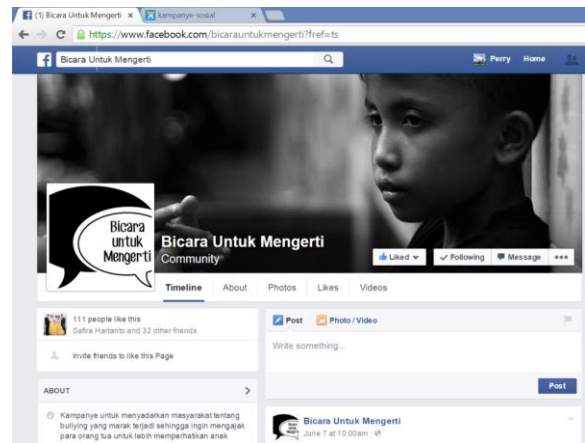 (1) Bicara Untuk Mengerti
kampanye-sosial
https://www.facebook.com/bicarauntukmengerti?fref=ts
Bicara Untuk Mengerti
Perry Home
Bicara
untuk
Mengerti
Bicara Untuk Mengerti
Community
Liked Following Message
Timeline About Photos Likes Videos
111 people like this
Safira Hartanto and 32 other friends
Invite friends to like this Page
ABOUT
Kampanye untuk menyadarkan masyarakat tentang
bullying yang marak terjadi sehingga ingin mengajak
para orang tua untuk lebih memperhatikan anak
Post Photo / Video
Write something...
Post
Bicara Untuk Mengerti
June 7 at 10:00am